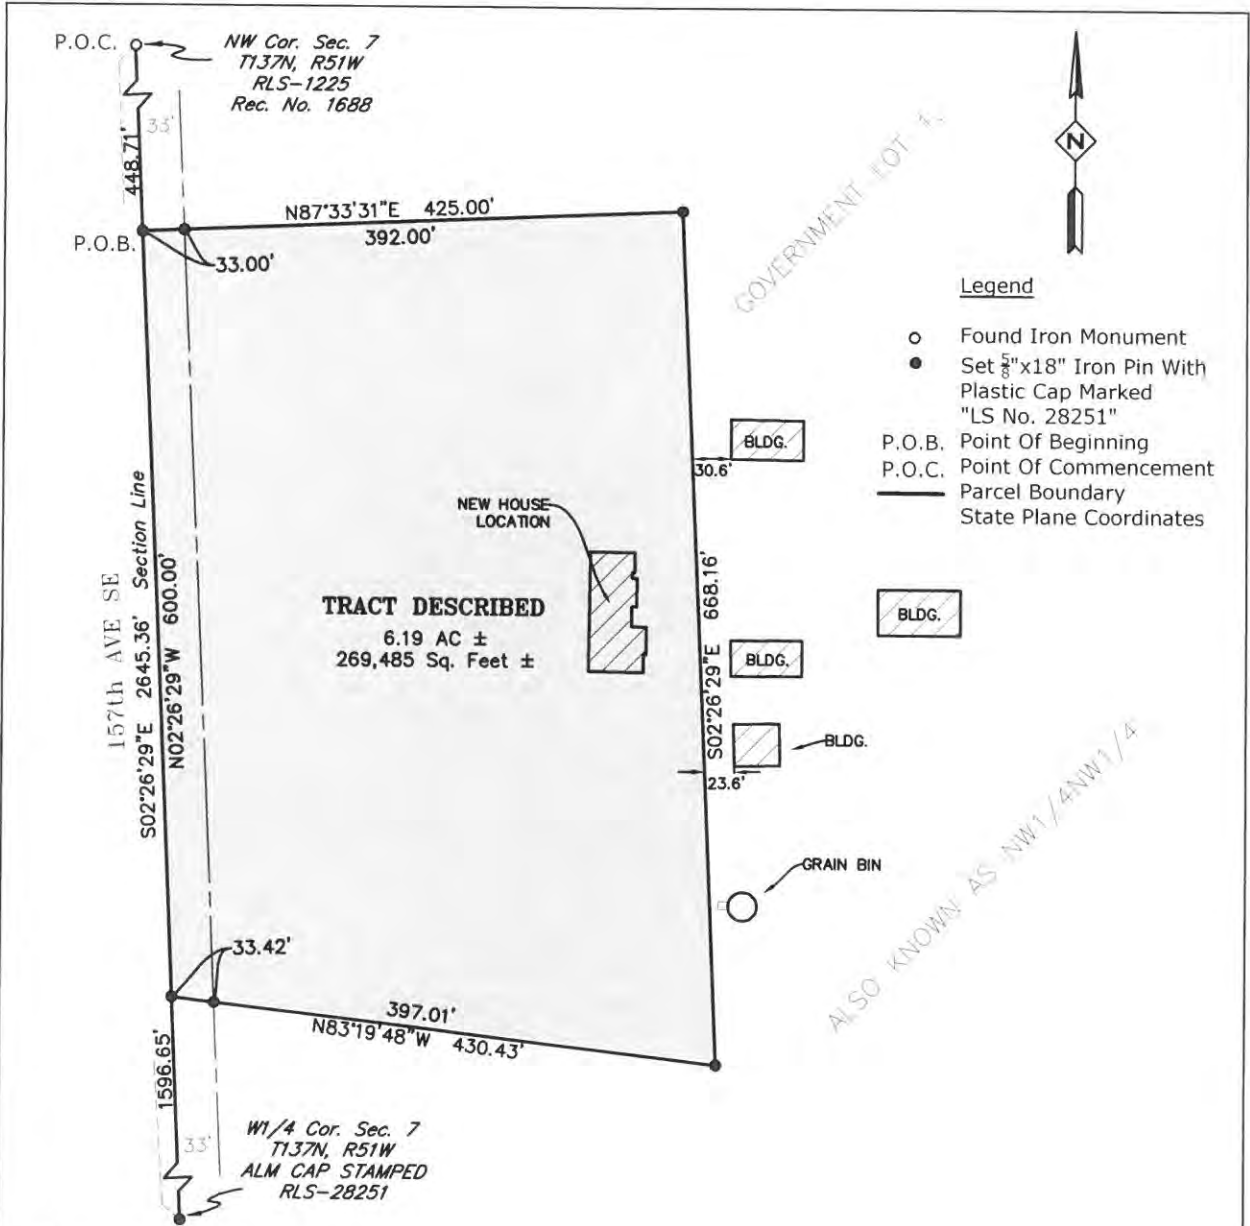 P.O.C.
NW Cor. Sec. 7
T137N, R51W
RLS-1225
Rec. No. 1688
33'
448.71'
N87°33'31"E 425.00'
392.00'
P.O.B.
33.00'
GOVERNMENT LOT 1,
N
Legend
Found Iron Monument
Set 5/8"x18" Iron Pin With
Plastic Cap Marked
"LS No. 28251"
P.O.B. Point Of Beginning
P.O.C. Point Of Commencement
Parcel Boundary
State Plane Coordinates
BLDG.
30.6'
NEW HOUSE
LOCATION
157th AVE SE
S02°26'29"E 2645.36' Section Line
N02°26'29"W 600.00'
TRACT DESCRIBED
6.19 AC ±
269,485 Sq. Feet ±
S02°26'29"E 668.16'
BLDG.
BLDG.
BLDG.
23.6'
GRAIN BIN
ALSO KNOWN AS NW1/4NW1/4
33.42'
397.01'
N83°19'48"W 430.43'
1596.65'
33'
W1/4 Cor. Sec. 7
T137N, R51W
ALM CAP STAMPED
RLS-28251